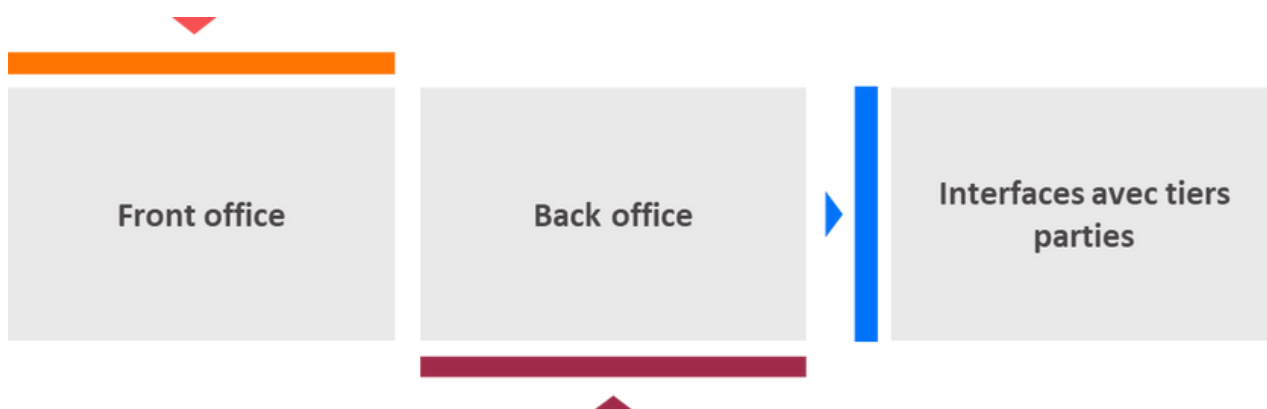 Front office
Back office
Interfaces avec tiers
parties